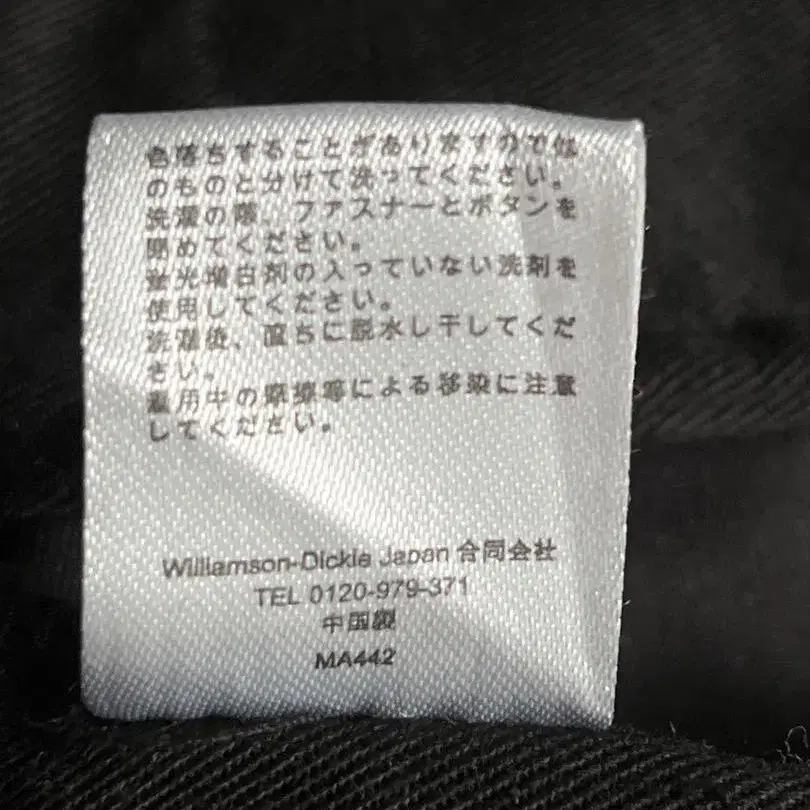 色落ちすることがありますので他
のものと分けて洗ってください。
洗濯の際、ファスナーとボタンを
閉めてください。
蛍光増白剤の入っていない洗剤を
使用してください。
洗濯後、直ちに脱水し干してくだ
さい。
着用中の摩擦等による移染に注意
してください。
Williamson-Dickie Japan 合同会社
TEL 0120-979-371
中国製
MA442